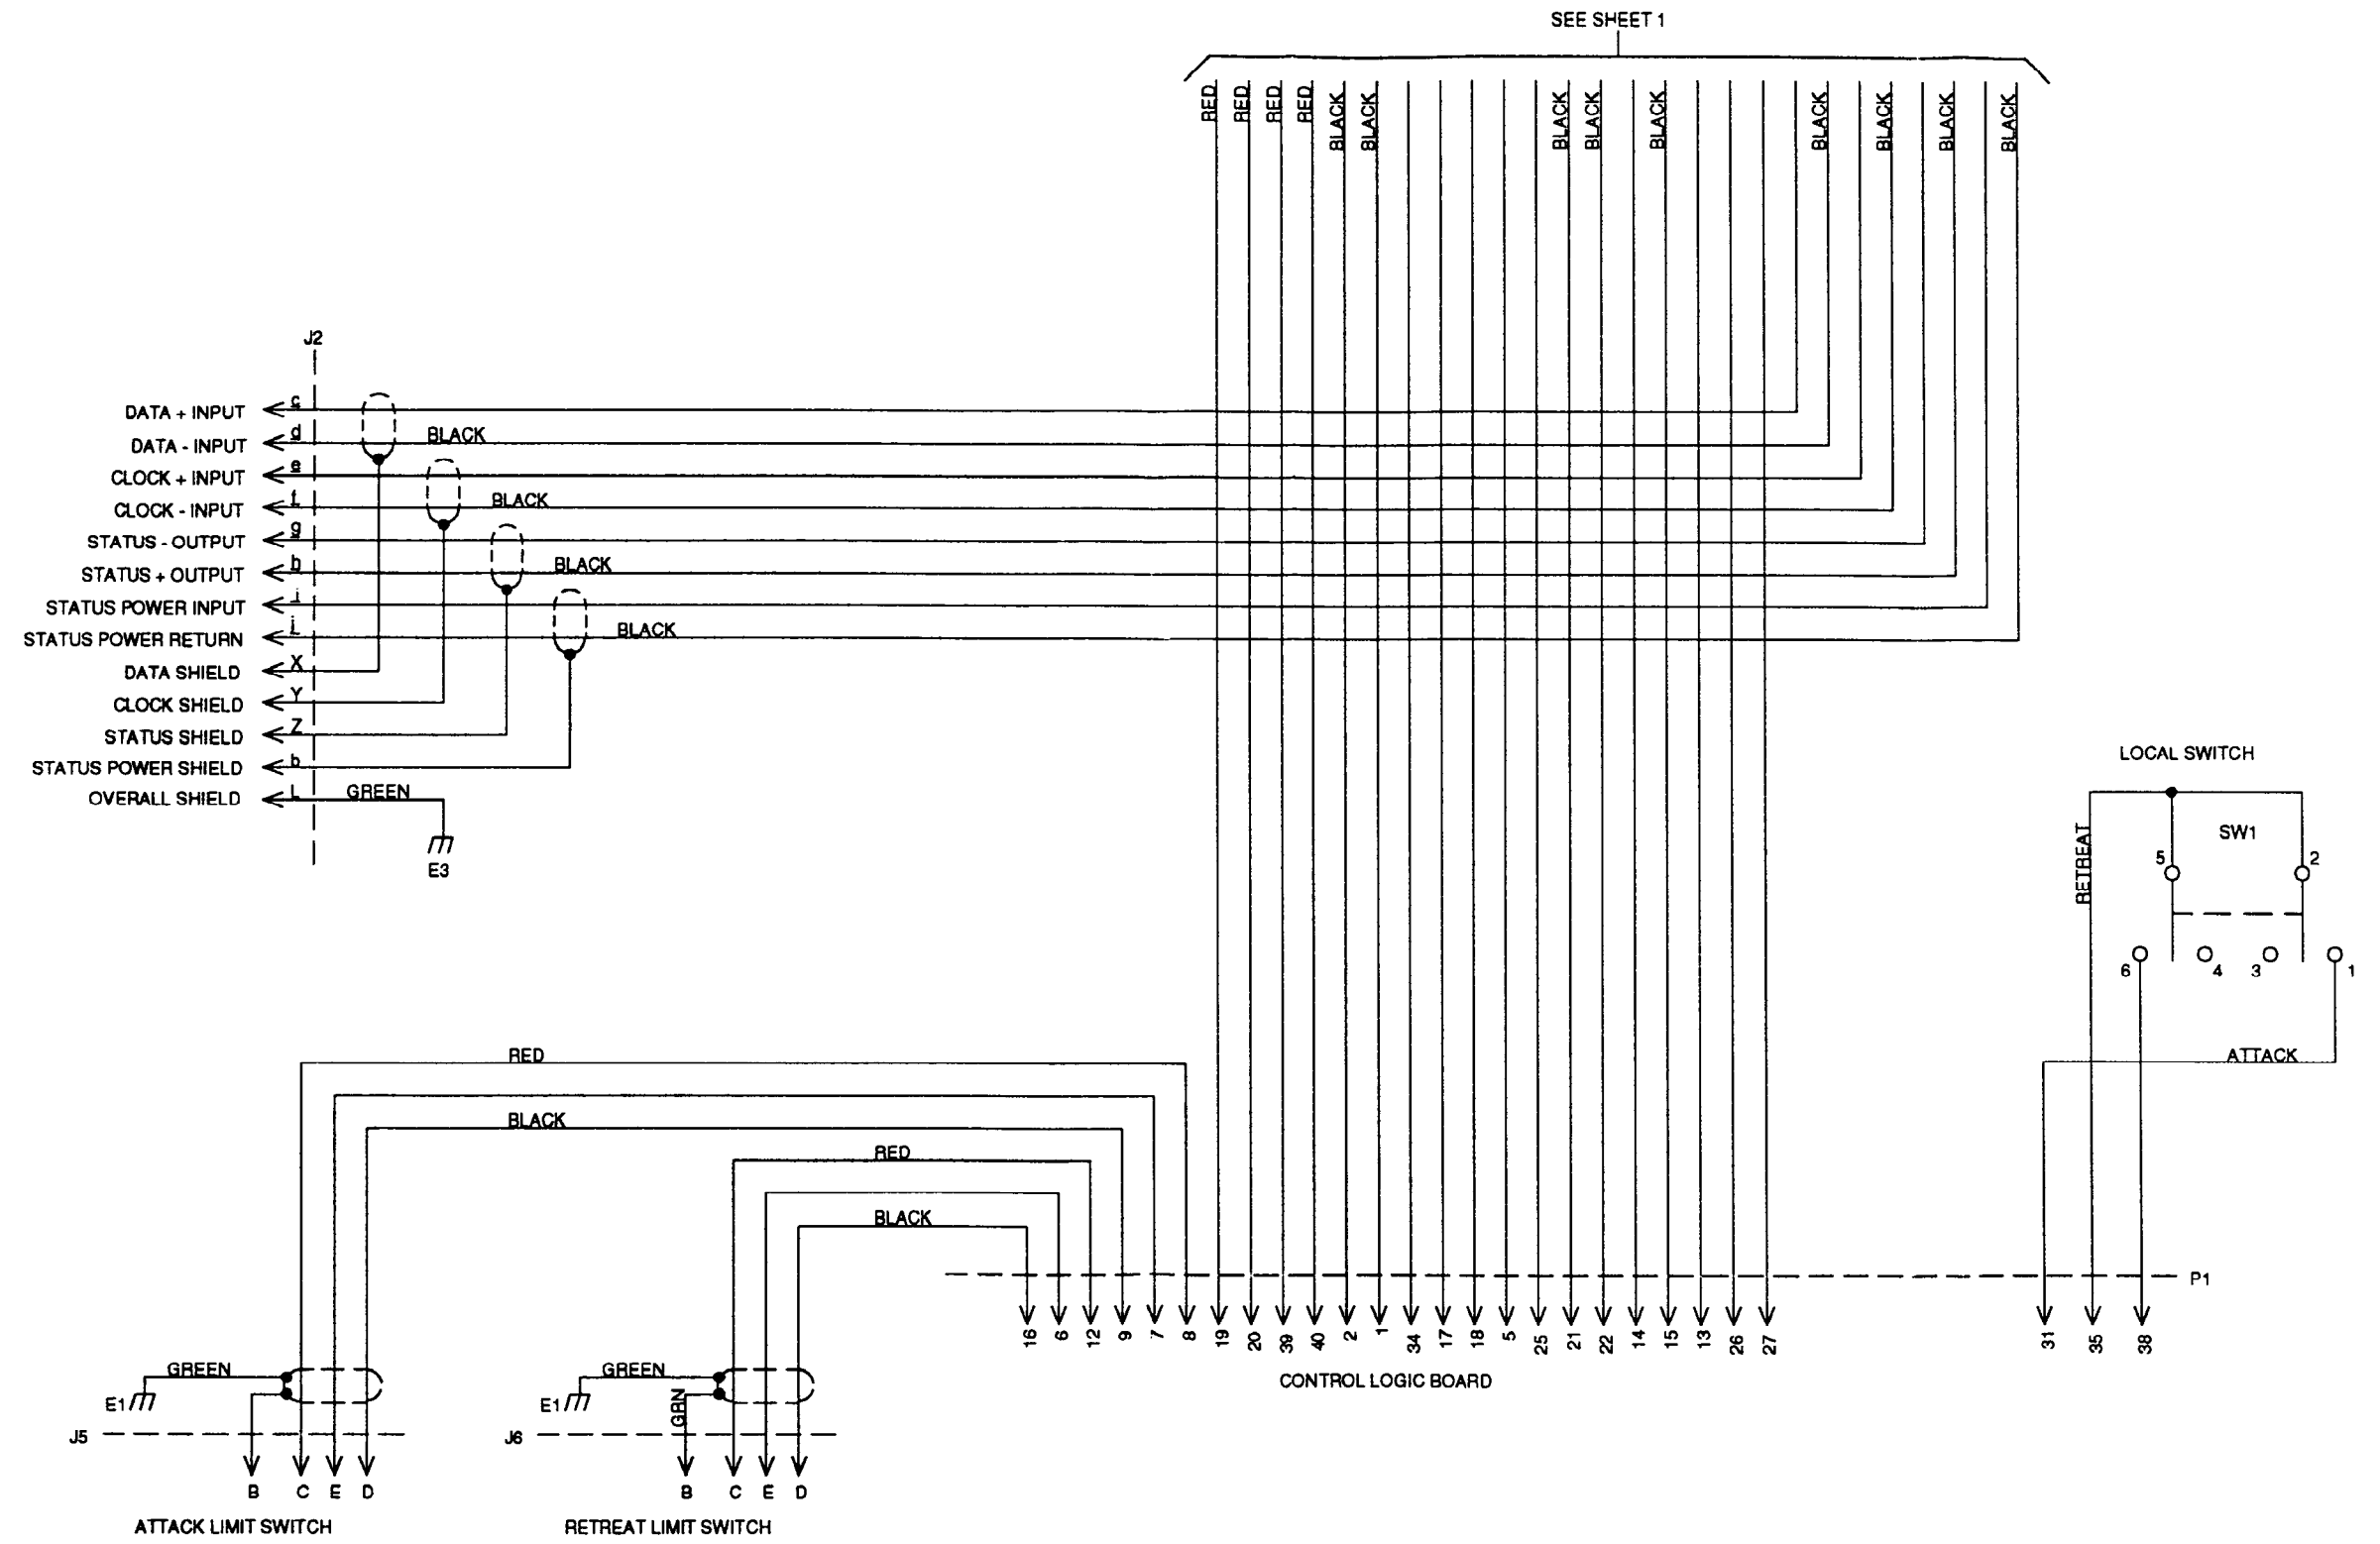 SEE SHEET 1
RED
RED
RED
RED
BLACK
BLACK
BLACK
BLACK
BLACK
BLACK
BLACK
BLACK
BLACK
J2
DATA + INPUT c
DATA - INPUT d BLACK
CLOCK + INPUT e
CLOCK - INPUT f BLACK
STATUS - OUTPUT g
STATUS + OUTPUT h BLACK
STATUS POWER INPUT i
STATUS POWER RETURN j BLACK
DATA SHIELD X
CLOCK SHIELD Y
STATUS SHIELD Z
STATUS POWER SHIELD b
OVERALL SHIELD L GREEN
E3
LOCAL SWITCH
SW1
RETREAT
5 2
6 4 3 1
ATTACK
RED
BLACK
RED
BLACK
P1
16 6 12 9 7 8 19 20 39 40 2 1 34 17 18 5 25 21 22 14 15 13 26 27 31 35 38
CONTROL LOGIC BOARD
GREEN
E1
J5
B C E D
ATTACK LIMIT SWITCH
GREEN
E1
GRN
J6
B C E D
RETREAT LIMIT SWITCH